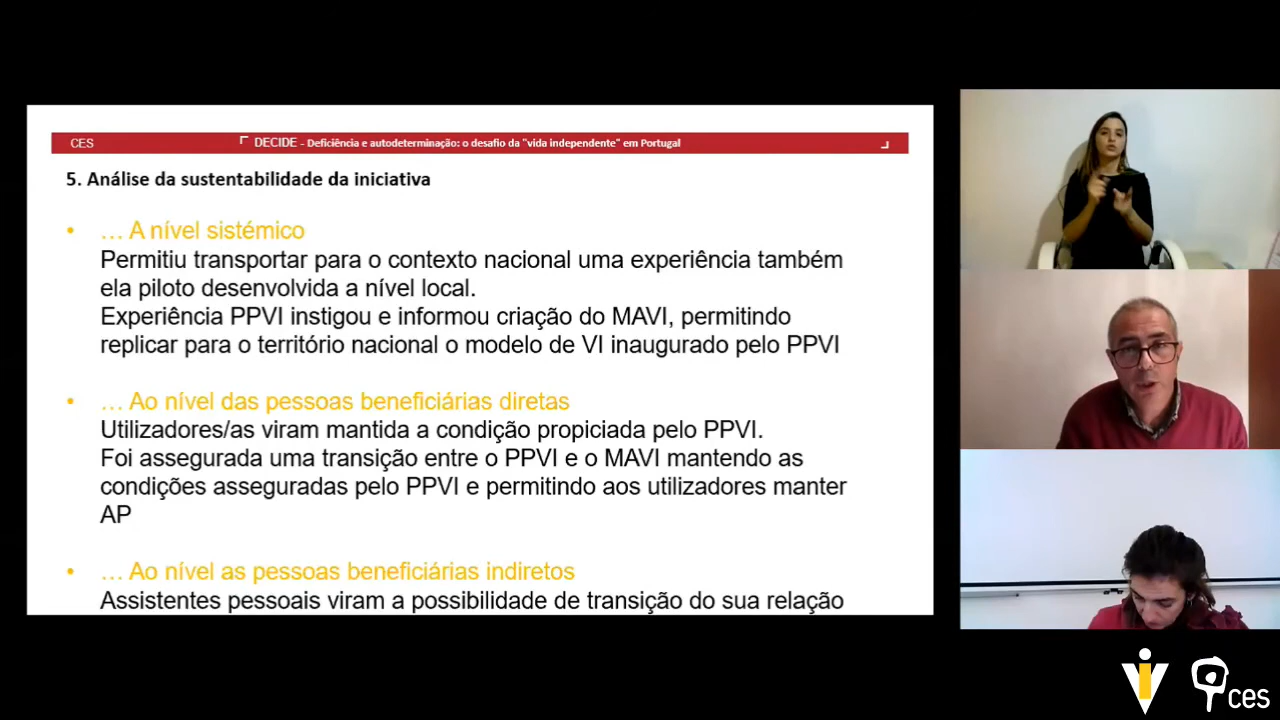 CES
DECIDE - Deficiência e autodeterminação: o desafio da "vida independente" em Portugal
5. Análise da sustentabilidade da iniciativa
• … A nível sistémico
Permitiu transportar para o contexto nacional uma experiência também
ela piloto desenvolvida a nível local.
Experiência PPVI instigou e informou criação do MAVI, permitindo
replicar para o território nacional o modelo de VI inaugurado pelo PPVI
• … Ao nível das pessoas beneficiárias diretas
Utilizadores/as viram mantida a condição propiciada pelo PPVI.
Foi assegurada uma transição entre o PPVI e o MAVI mantendo as
condições asseguradas pelo PPVI e permitindo aos utilizadores manter
AP
• … Ao nível as pessoas beneficiárias indiretos
Assistentes pessoais viram a possibilidade de transição do sua relação
iV
ces